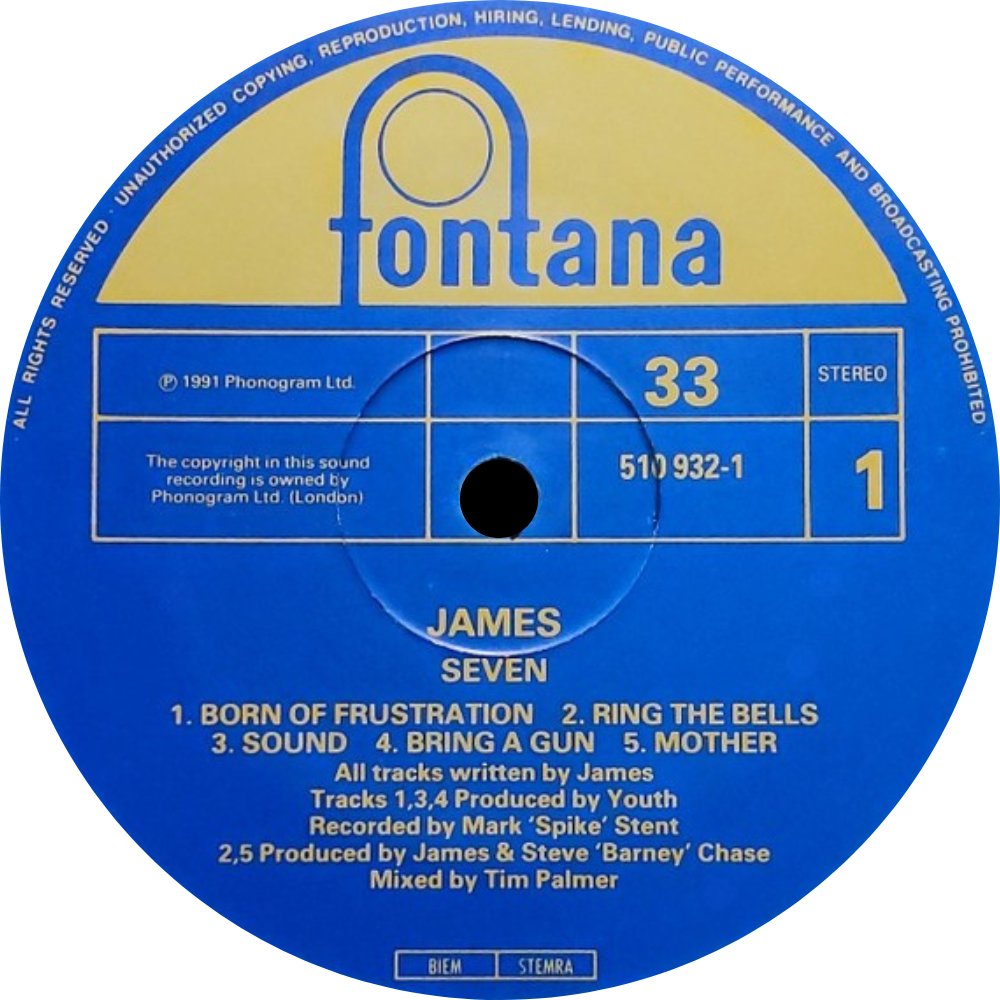 · ALL RIGHTS RESERVED · UNAUTHORIZED COPYING, REPRODUCTION, HIRING, LENDING, PUBLIC PERFORMANCE AND BROADCASTING PROHIBITED ·
fontana
℗ 1991 Phonogram Ltd.
33
STEREO
The copyright in this sound
recording is owned by
Phonogram Ltd. (London)
510 932-1
1
JAMES
SEVEN
1. BORN OF FRUSTRATION 2. RING THE BELLS
3. SOUND 4. BRING A GUN 5. MOTHER
All tracks written by James
Tracks 1,3,4 Produced by Youth
Recorded by Mark ‘Spike’ Stent
2,5 Produced by James & Steve ‘Barney’ Chase
Mixed by Tim Palmer
BIEM STEMRA